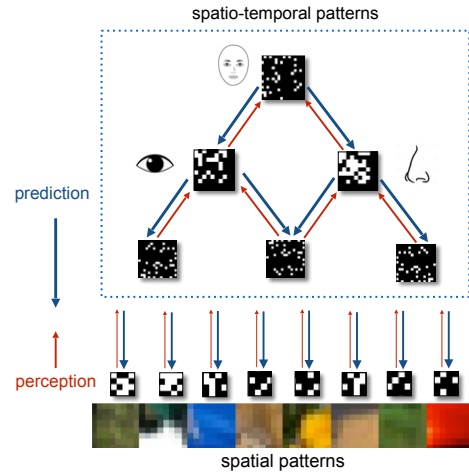 spatio-temporal patterns
prediction
perception
spatial patterns